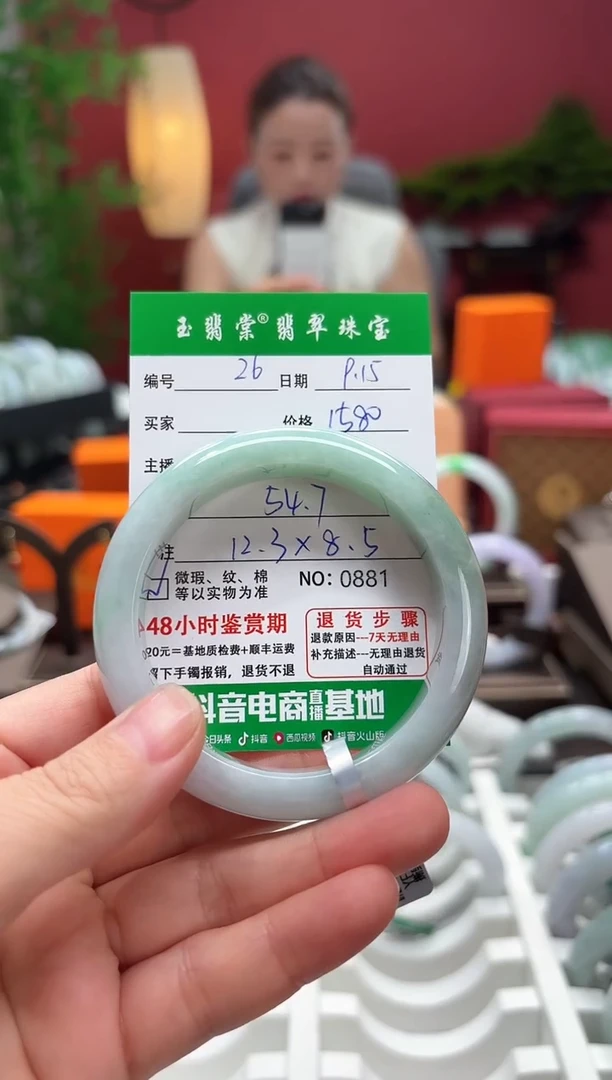 玉翡棠®翡翠珠宝
编号 26 日期 9.15
买家 价格 1580
主播
54.7
注 12.3×8.5
微瑕、纹、棉 NO: 0881
等以实物为准
48小时鉴赏期
20元=基地质检费+顺丰运费
下手镯报销，退货不退
退货步骤
退款原因---7天无理由
补充描述---无理由退货
自动通过
抖音电商直播基地
今日头条 抖音 西瓜视频 抖音火山版